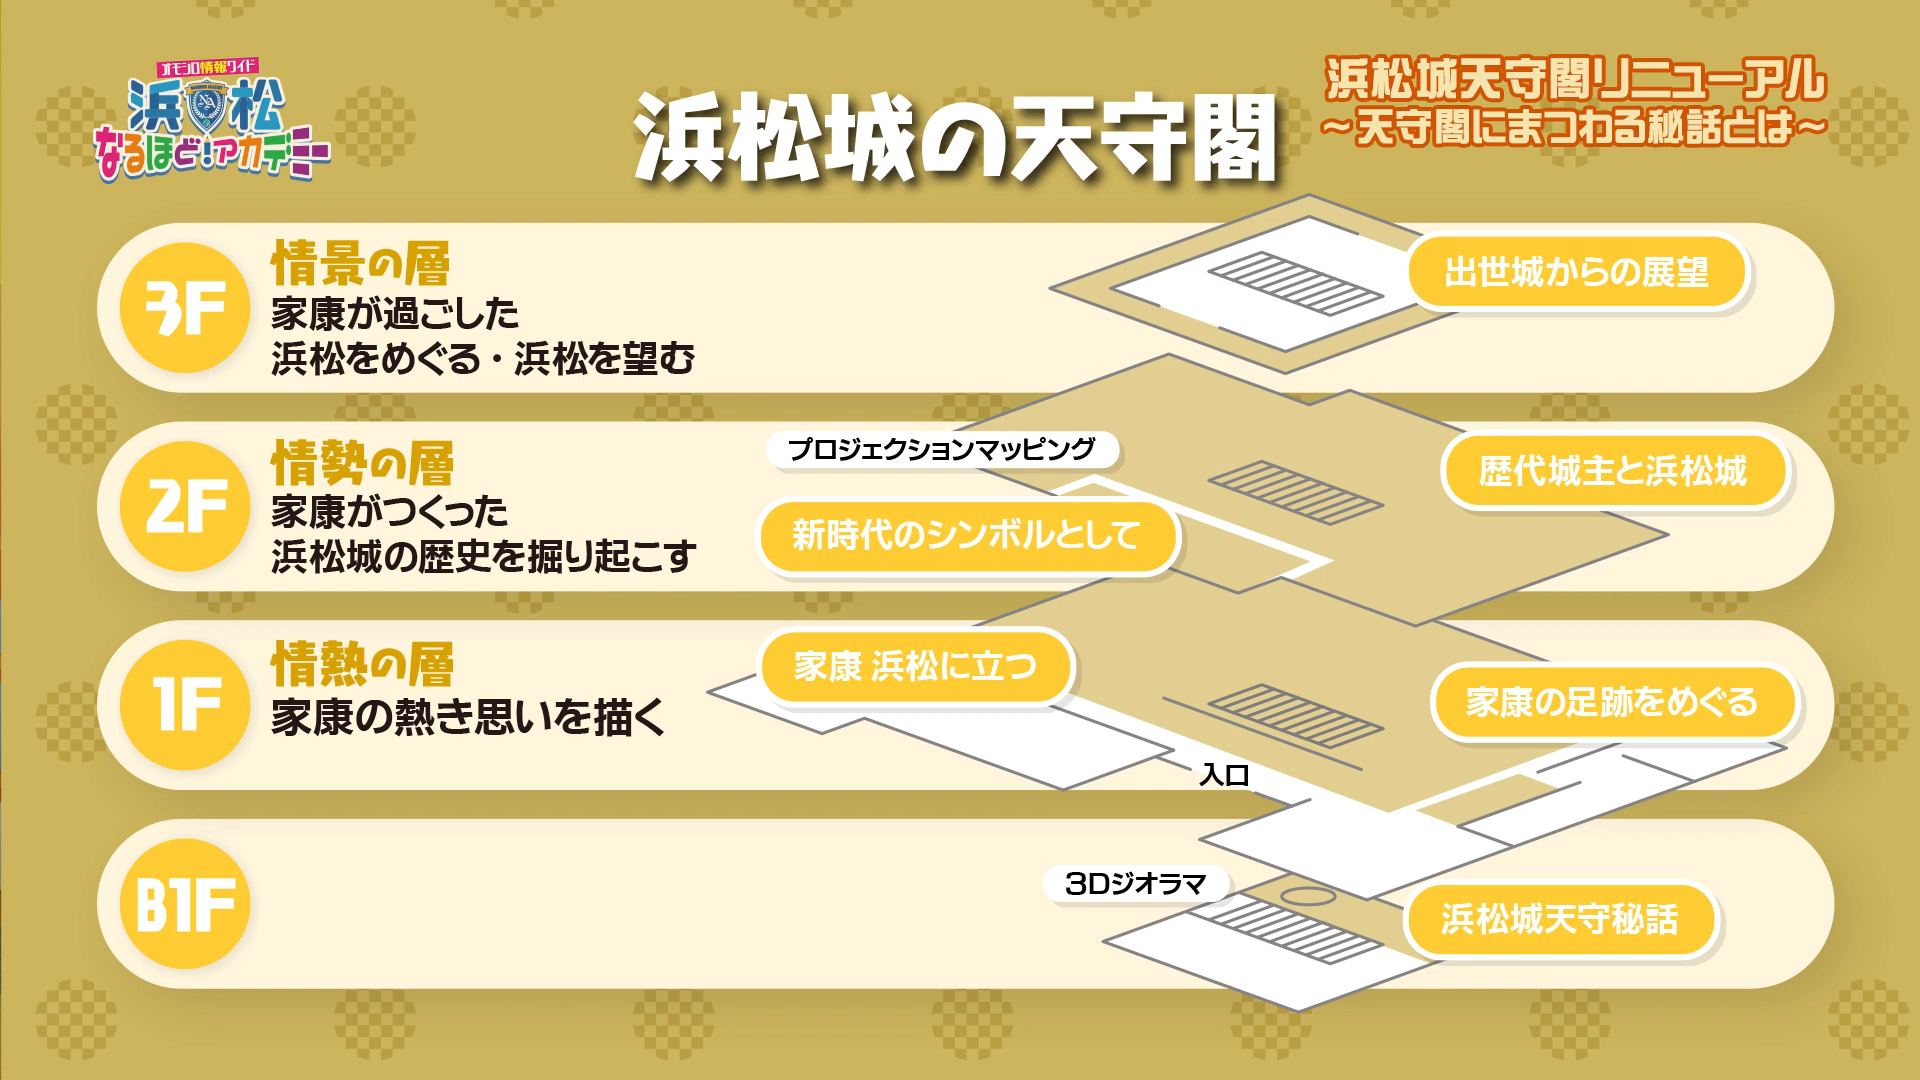 オモシロ情報ワイド
浜松
なるほど!アカデミー
浜松城の天守閣
浜松城天守閣リニューアル
～天守閣にまつわる秘話とは～
3F
情景の層
家康が過ごした
浜松をめぐる・浜松を望む
出世城からの展望
2F
情勢の層
家康がつくった
浜松城の歴史を掘り起こす
プロジェクションマッピング
新時代のシンボルとして
歴代城主と浜松城
1F
情熱の層
家康の熱き思いを描く
家康 浜松に立つ
家康の足跡をめぐる
入口
B1F
3Dジオラマ
浜松城天守秘話